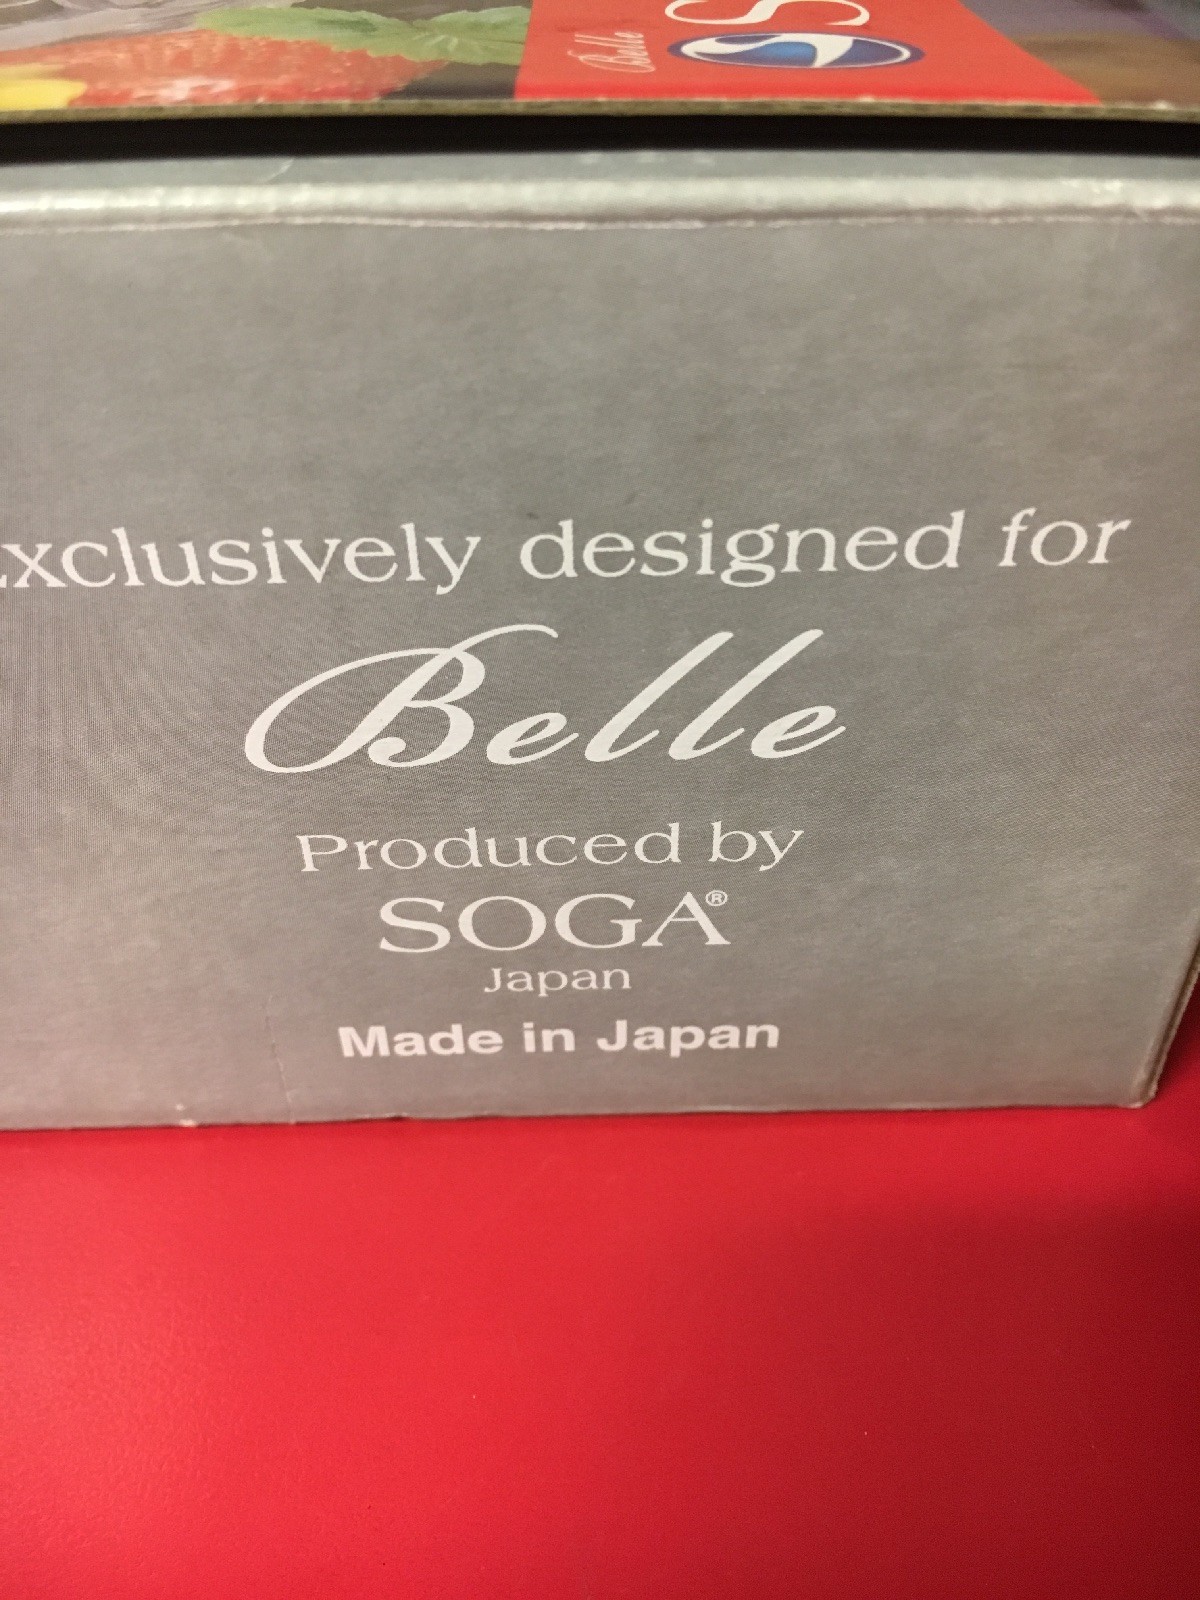 Belle
S
xclusively designed for
Belle
Produced by
SOGA®
Japan
Made in Japan